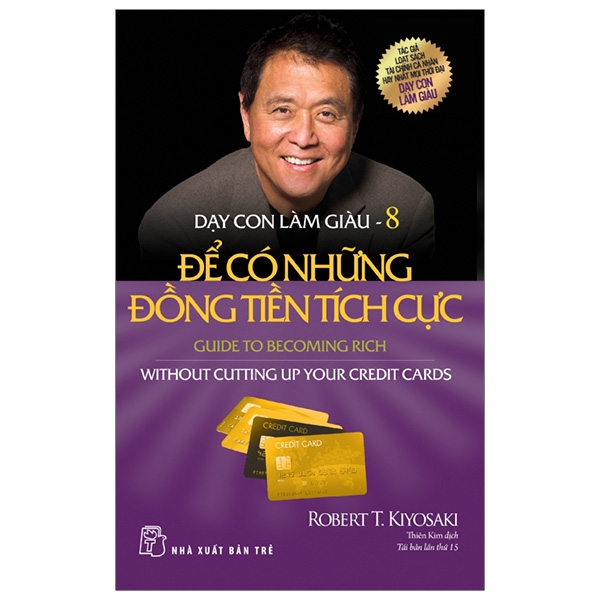 TÁC GIẢ
LOẠT SÁCH
TÀI CHÍNH CÁ NHÂN
HAY NHẤT MỌI THỜI ĐẠI
DẠY CON
LÀM GIÀU
DẠY CON LÀM GIÀU - 8
ĐỂ CÓ NHỮNG
ĐỒNG TIỀN TÍCH CỰC
GUIDE TO BECOMING RICH
WITHOUT CUTTING UP YOUR CREDIT CARDS
CREDIT CARD
CREDIT CARD
ROBERT T. KIYOSAKI
Thiên Kim dịch
Tái bản lần thứ 15
NHÀ XUẤT BẢN TRẺ